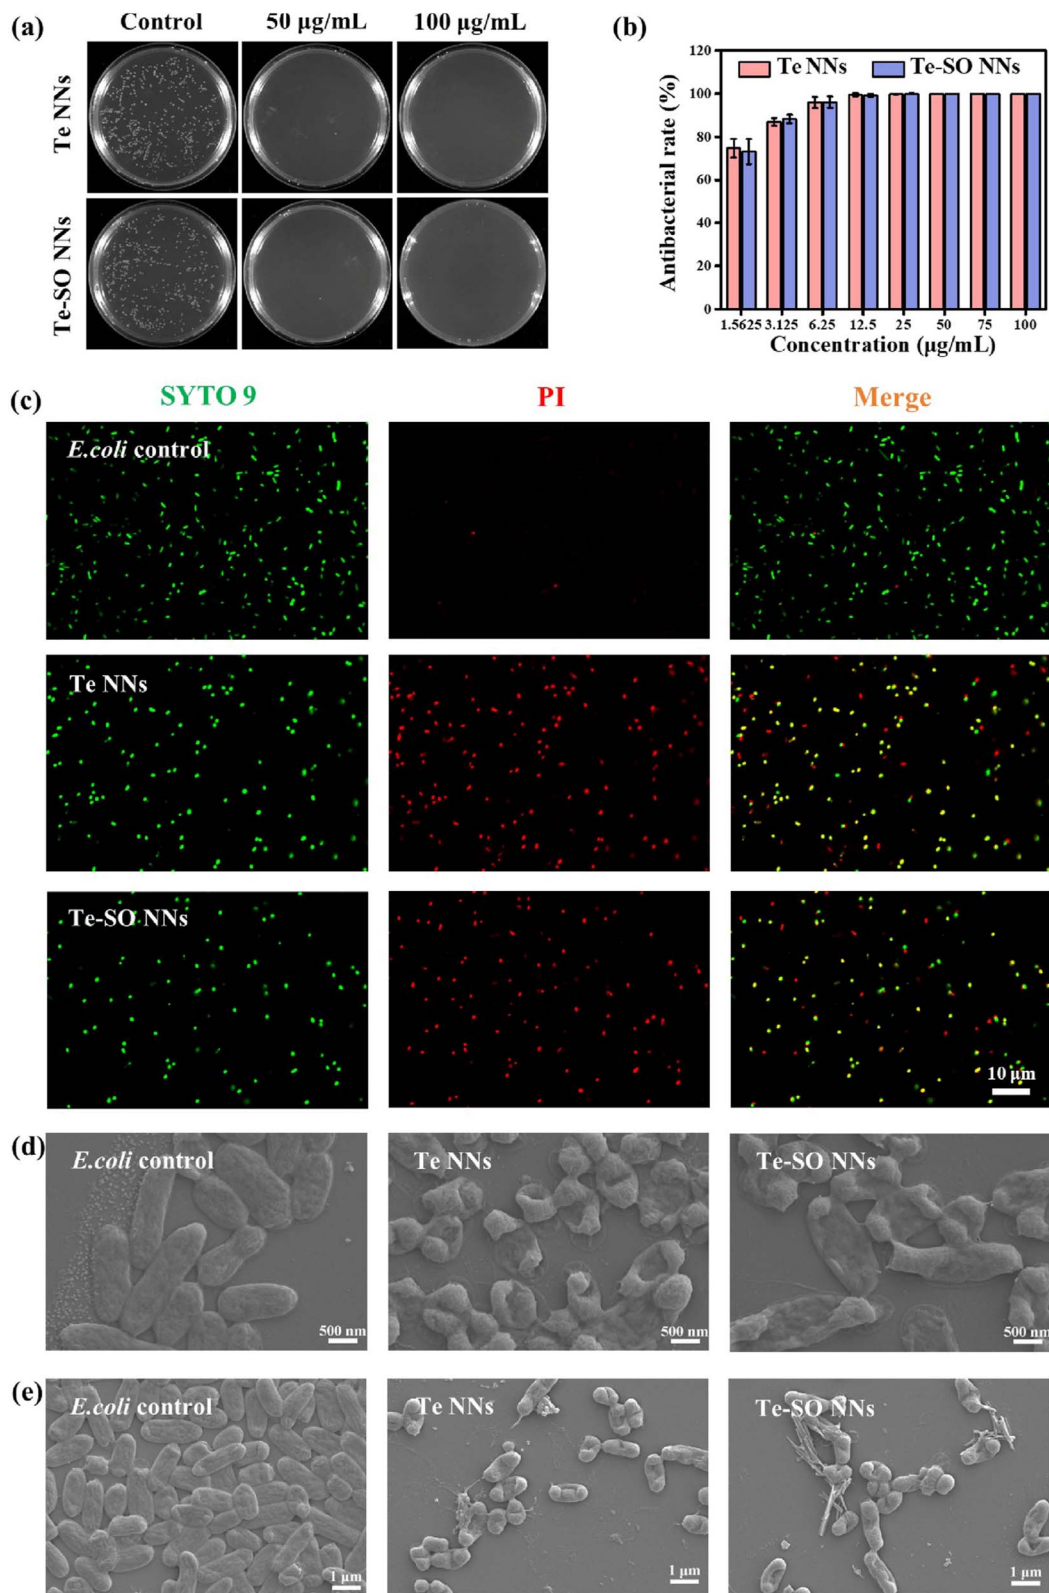 (a)
Control
50 μg/mL
100 μg/mL
Te NNs
Te-SO NNs
(b)
Antibacterial rate (%)
120
100
80
60
40
20
0
Te NNs
Te-SO NNs
1.5625
3.125
6.25
12.5
25
50
75
100
Concentration (μg/mL)
(c)
SYTO 9
PI
Merge
E.coli control
Te NNs
Te-SO NNs
10 μm
(d)
E.coli control
500 nm
Te NNs
500 nm
Te-SO NNs
500 nm
(e)
E.coli control
1 μm
Te NNs
1 μm
Te-SO NNs
1 μm